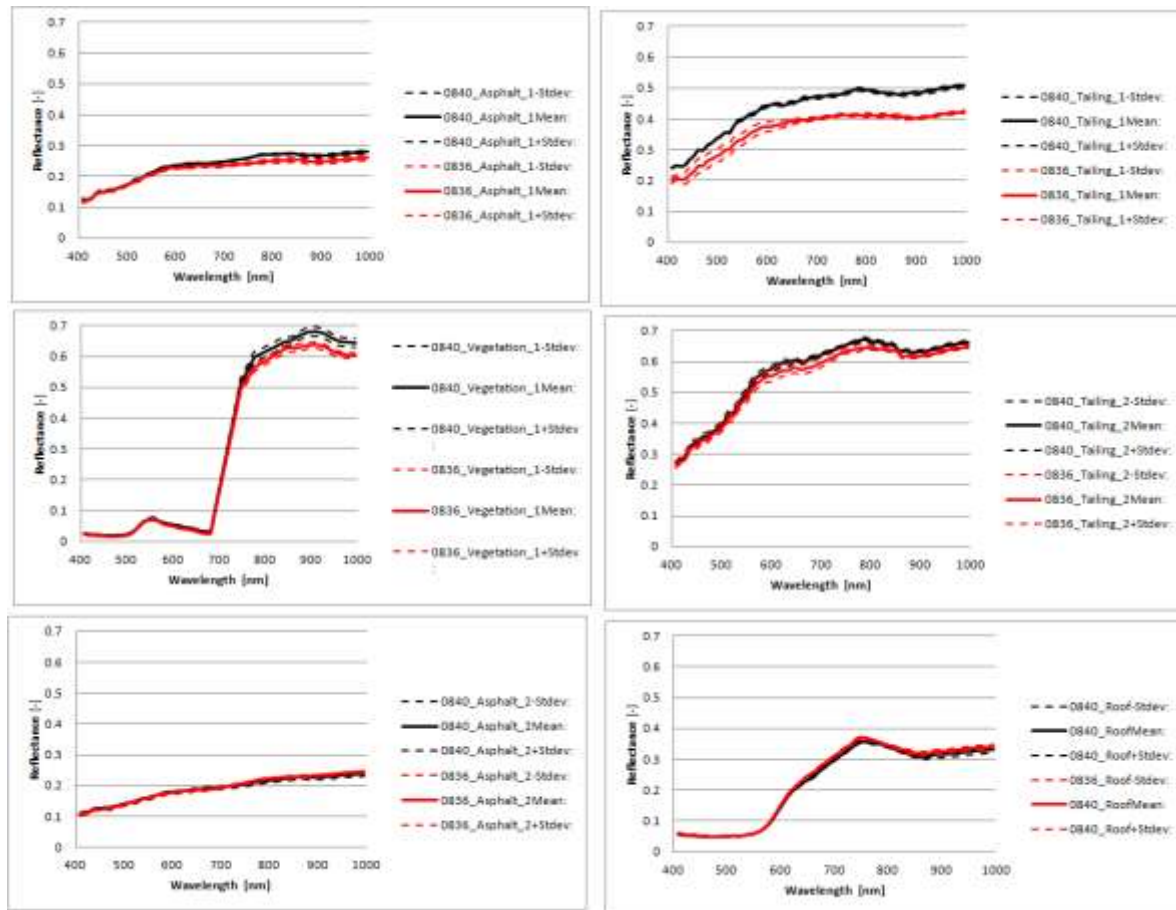 0.7
0.6
0.5
0.4
0.3
0.2
0.1
0
Reflectance [-]
400 500 600 700 800 900 1000
Wavelength [nm]
0840_Asphalt_1-Stdev:
0840_Asphalt_1Mean:
0840_Asphalt_1+Stdev:
0836_Asphalt_1-Stdev:
0836_Asphalt_1Mean:
0836_Asphalt_1+Stdev:
0.7
0.6
0.5
0.4
0.3
0.2
0.1
0
Reflectance [-]
400 500 600 700 800 900 1000
Wavelength [nm]
0840_Tailing_1-Stdev:
0840_Tailing_1Mean:
0840_Tailing_1+Stdev:
0836_Tailing_1-Stdev:
0836_Tailing_1Mean:
0836_Tailing_1+Stdev:
0.7
0.6
0.5
0.4
0.3
0.2
0.1
0
Reflectance [-]
400 500 600 700 800 900 1000
Wavelength [nm]
0840_Vegetation_1-Stdev:
0840_Vegetation_1Mean:
0840_Vegetation_1+Stdev
:
0836_Vegetation_1-Stdev:
0836_Vegetation_1Mean:
0836_Vegetation_1+Stdev
:
0.7
0.6
0.5
0.4
0.3
0.2
0.1
0
Reflectance [-]
400 500 600 700 800 900 1000
Wavelength [nm]
0840_Tailing_2-Stdev:
0840_Tailing_2Mean:
0840_Tailing_2+Stdev:
0836_Tailing_2-Stdev:
0836_Tailing_2Mean:
0836_Tailing_2+Stdev:
0.7
0.6
0.5
0.4
0.3
0.2
0.1
0
Reflectance [-]
400 500 600 700 800 900 1000
Wavelength [nm]
0840_Asphalt_2-Stdev:
0840_Asphalt_2Mean:
0840_Asphalt_2+Stdev:
0836_Asphalt_2-Stdev:
0836_Asphalt_2Mean:
0836_Asphalt_2+Stdev:
0.7
0.6
0.5
0.4
0.3
0.2
0.1
0
Reflectance [-]
400 500 600 700 800 900 1000
Wavelength [nm]
0840_Roof-Stdev:
0840_RoofMean:
0840_Roof+Stdev:
0836_Roof-Stdev:
0840_RoofMean:
0840_Roof+Stdev: